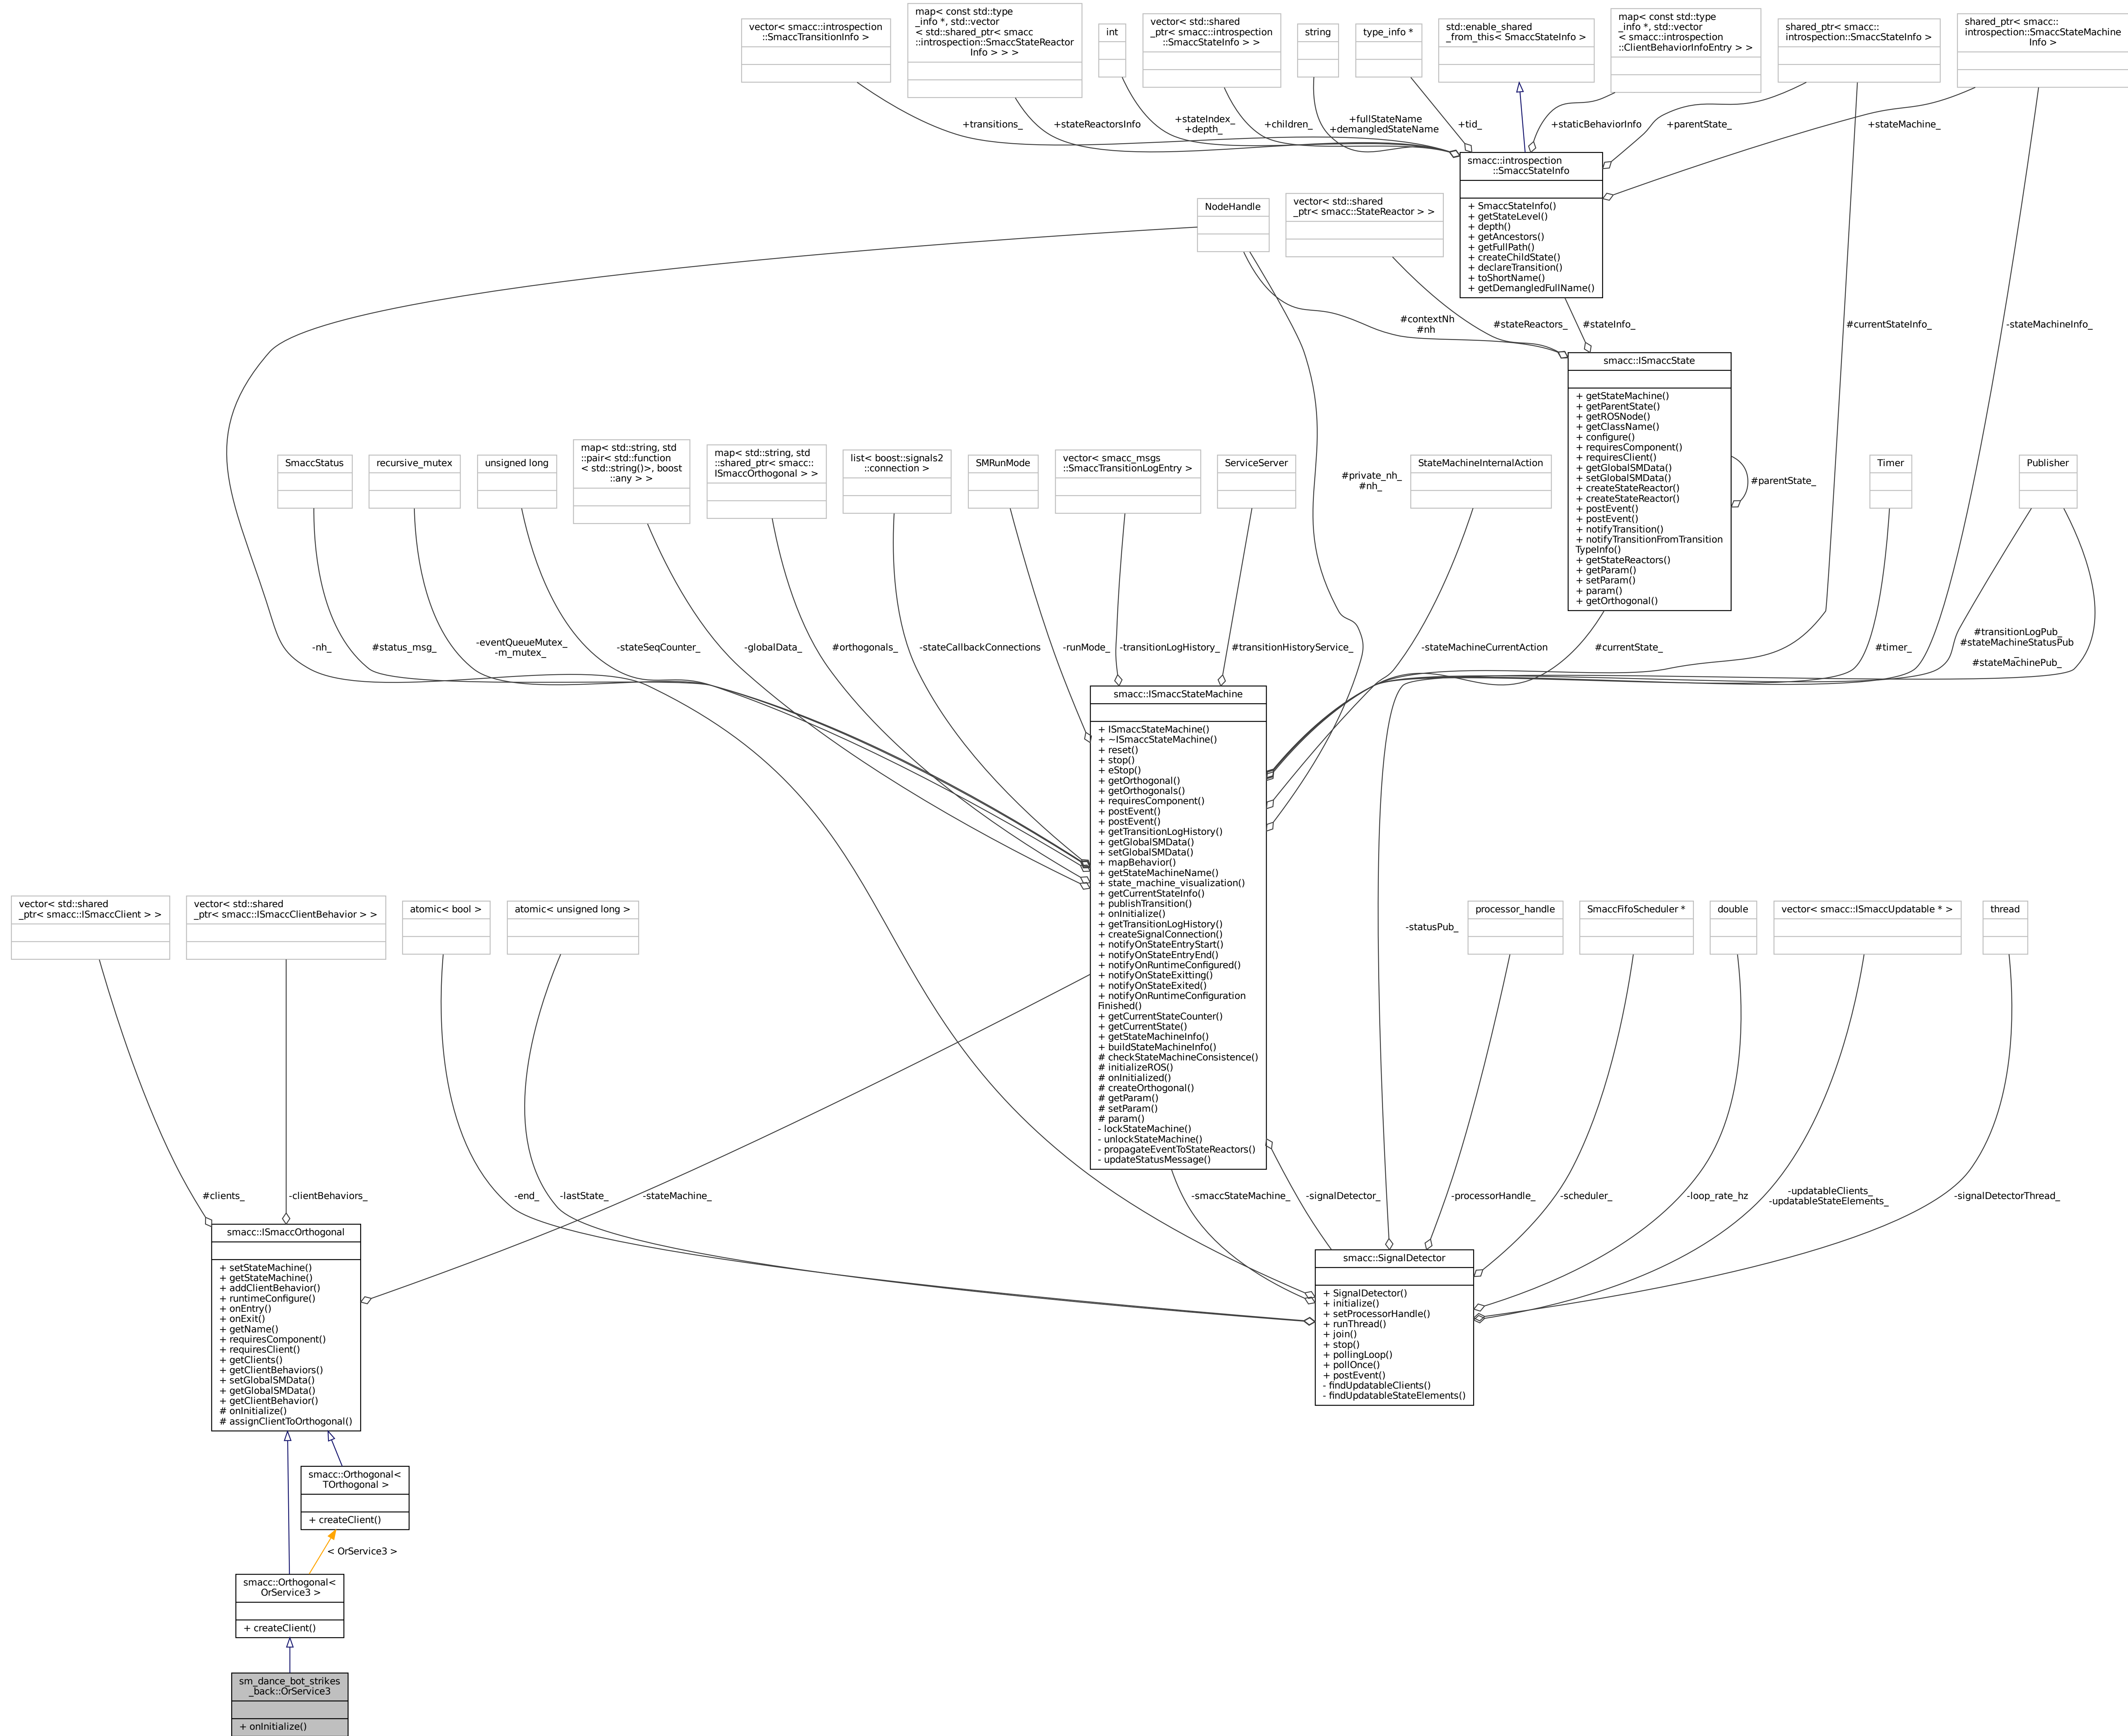 vector< smacc::introspection
::SmaccTransitionInfo >
map< const std::type
_info *, std::vector
< std::shared_ptr< smacc
::introspection::SmaccStateReactor
Info > > >
int
vector< std::shared
_ptr< smacc::introspection
::SmaccStateInfo > >
string
type_info *
std::enable_shared
_from_this< SmaccStateInfo >
map< const std::type
_info *, std::vector
< smacc::introspection
::ClientBehaviorInfoEntry > >
shared_ptr< smacc::
introspection::SmaccStateInfo >
shared_ptr< smacc::
introspection::SmaccStateMachine
Info >
+transitions_
+stateReactorsInfo
+stateIndex_
+depth_
+children_
+fullStateName
+demangledStateName
+tid_
+staticBehaviorInfo
+parentState_
+stateMachine_
smacc::introspection
::SmaccStateInfo
+ SmaccStateInfo()
+ getStateLevel()
+ depth()
+ getAncestors()
+ getFullPath()
+ createChildState()
+ declareTransition()
+ toShortName()
+ getDemangledFullName()
NodeHandle
vector< std::shared
_ptr< smacc::StateReactor > >
#contextNh
#nh
#stateReactors_
#stateInfo_
#currentStateInfo_
-stateMachineInfo_
smacc::ISmaccState
+ getStateMachine()
+ getParentState()
+ getROSNode()
+ getClassName()
+ configure()
+ requiresComponent()
+ requiresClient()
+ getGlobalSMData()
+ setGlobalSMData()
+ createStateReactor()
+ createStateReactor()
+ postEvent()
+ postEvent()
+ notifyTransition()
+ notifyTransitionFromTransition
TypeInfo()
+ getStateReactors()
+ getParam()
+ setParam()
+ param()
+ getOrthogonal()
#parentState_
SmaccStatus
recursive_mutex
unsigned long
map< std::string, std
::pair< std::function
< std::string()>, boost
::any > >
map< std::string, std
::shared_ptr< smacc::
ISmaccOrthogonal > >
list< boost::signals2
::connection >
SMRunMode
vector< smacc_msgs
::SmaccTransitionLogEntry >
ServiceServer
#private_nh_
#nh_
StateMachineInternalAction
Timer
Publisher
-nh_
#status_msg_
-eventQueueMutex_
-m_mutex_
-stateSeqCounter_
-globalData_
#orthogonals_
-stateCallbackConnections
-runMode_
-transitionLogHistory_
#transitionHistoryService
-stateMachineCurrentAction
#currentState_
#timer_
#transitionLogPub_
#stateMachineStatusPub
_
#stateMachinePub_
smacc::ISmaccStateMachine
+ ISmaccStateMachine()
+ ~ISmaccStateMachine()
+ reset()
+ stop()
+ eStop()
+ getOrthogonal()
+ getOrthogonals()
+ requiresComponent()
+ postEvent()
+ postEvent()
+ getTransitionLogHistory()
+ getGlobalSMData()
+ setGlobalSMData()
+ mapBehavior()
+ getStateMachineName()
+ state_machine_visualization()
+ getCurrentStateInfo()
+ publishTransition()
+ onInitialize()
+ getTransitionLogHistory()
+ createSignalConnection()
+ notifyOnStateEntryStart()
+ notifyOnStateEntryEnd()
+ notifyOnRuntimeConfigured()
+ notifyOnStateExitting()
+ notifyOnStateExited()
+ notifyOnRuntimeConfiguration
Finished()
+ getCurrentStateCounter()
+ getCurrentState()
+ getStateMachineInfo()
+ buildStateMachineInfo()
# checkStateMachineConsistence()
# initializeROS()
# onInitialized()
# createOrthogonal()
# getParam()
# setParam()
# param()
- lockStateMachine()
- unlockStateMachine()
- propagateEventToStateReactors()
- updateStatusMessage()
vector< std::shared
_ptr< smacc::ISmaccClient > >
vector< std::shared
_ptr< smacc::ISmaccClientBehavior > >
atomic< bool >
atomic< unsigned long >
-statusPub_
processor_handle
SmaccFifoScheduler *
double
vector< smacc::ISmaccUpdatable * >
thread
#clients_
-clientBehaviors_
-end_
-lastState_
-stateMachine_
-smaccStateMachine_
-signalDetector_
-processorHandle_
-scheduler_
-loop_rate_hz
-updatableClients_
-updatableStateElements_
-signalDetectorThread_
smacc::ISmaccOrthogonal
+ setStateMachine()
+ getStateMachine()
+ addClientBehavior()
+ runtimeConfigure()
+ onEntry()
+ onExit()
+ getName()
+ requiresComponent()
+ requiresClient()
+ getClients()
+ getClientBehaviors()
+ setGlobalSMData()
+ getGlobalSMData()
+ getClientBehavior()
# onInitialize()
# assignClientToOrthogonal()
smacc::SignalDetector
+ SignalDetector()
+ initialize()
+ setProcessorHandle()
+ runThread()
+ join()
+ stop()
+ pollingLoop()
+ pollOnce()
+ postEvent()
- findUpdatableClients()
- findUpdatableStateElements()
smacc::Orthogonal<
TOrthogonal >
+ createClient()
< OrService3 >
smacc::Orthogonal<
OrService3 >
+ createClient()
sm_dance_bot_strikes
_back::OrService3
+ onInitialize()